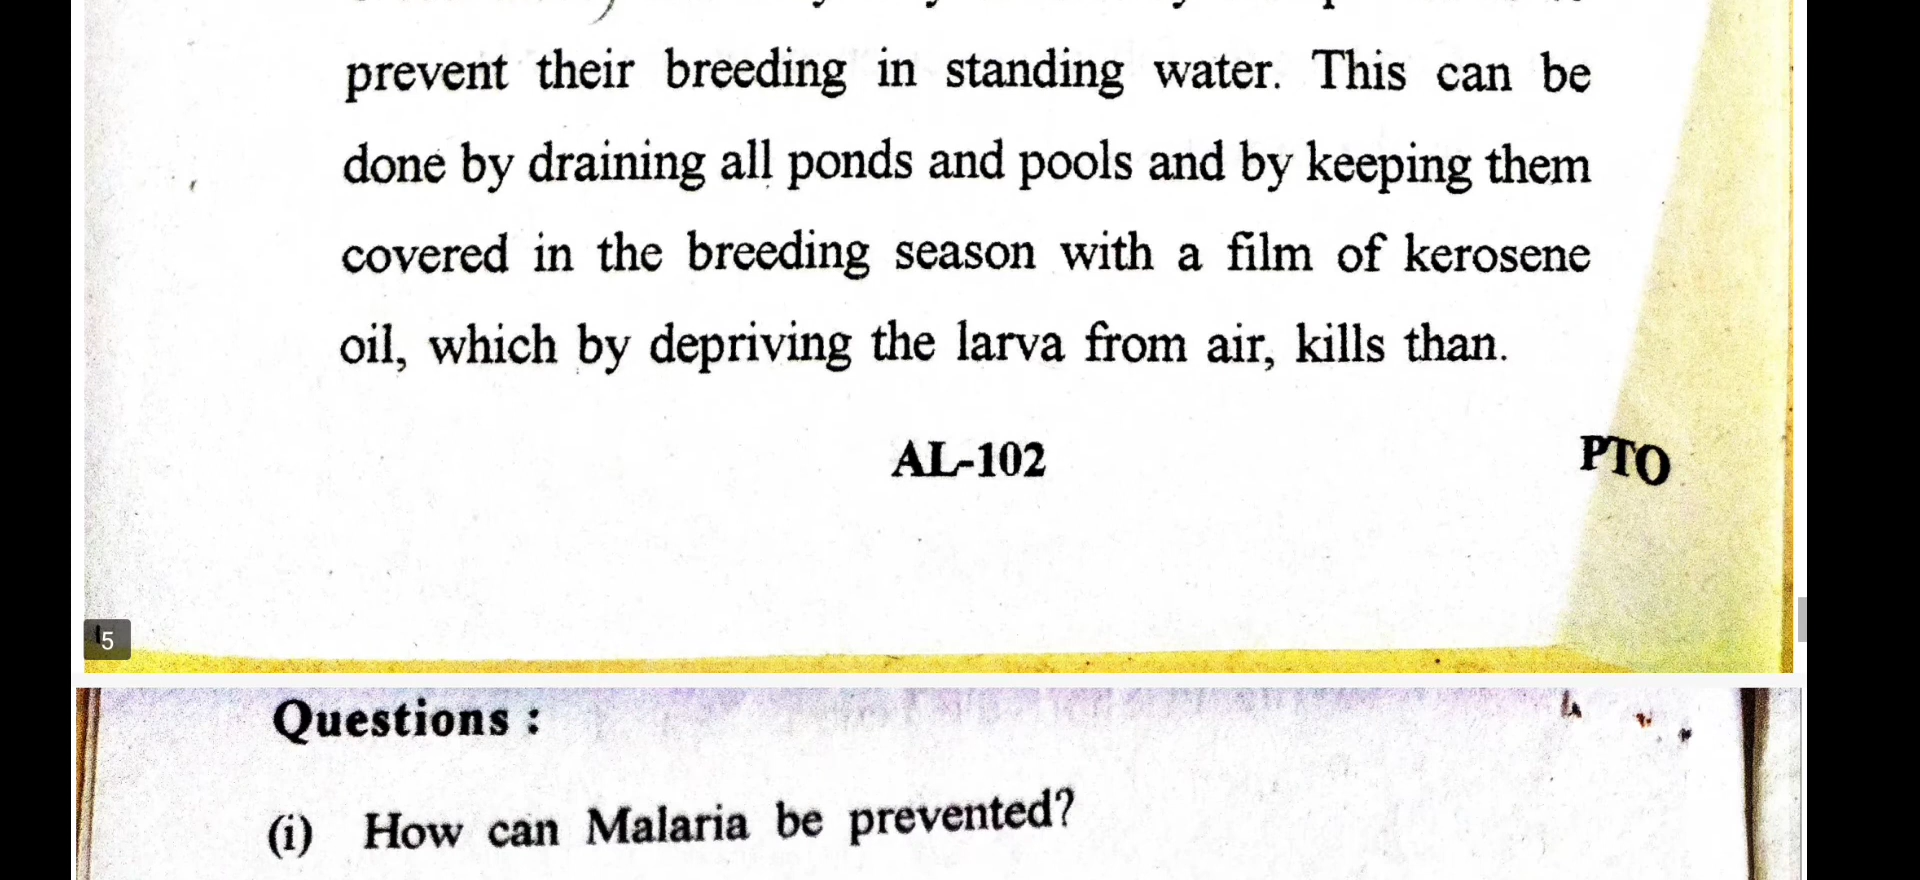 prevent their breeding in standing water. This can be
done by draining all ponds and pools and by keeping them
covered in the breeding season with a film of kerosene
oil, which by depriving the larva from air, kills than.
AL-102
PTO
5
Questions :
(i) How can Malaria be prevented?